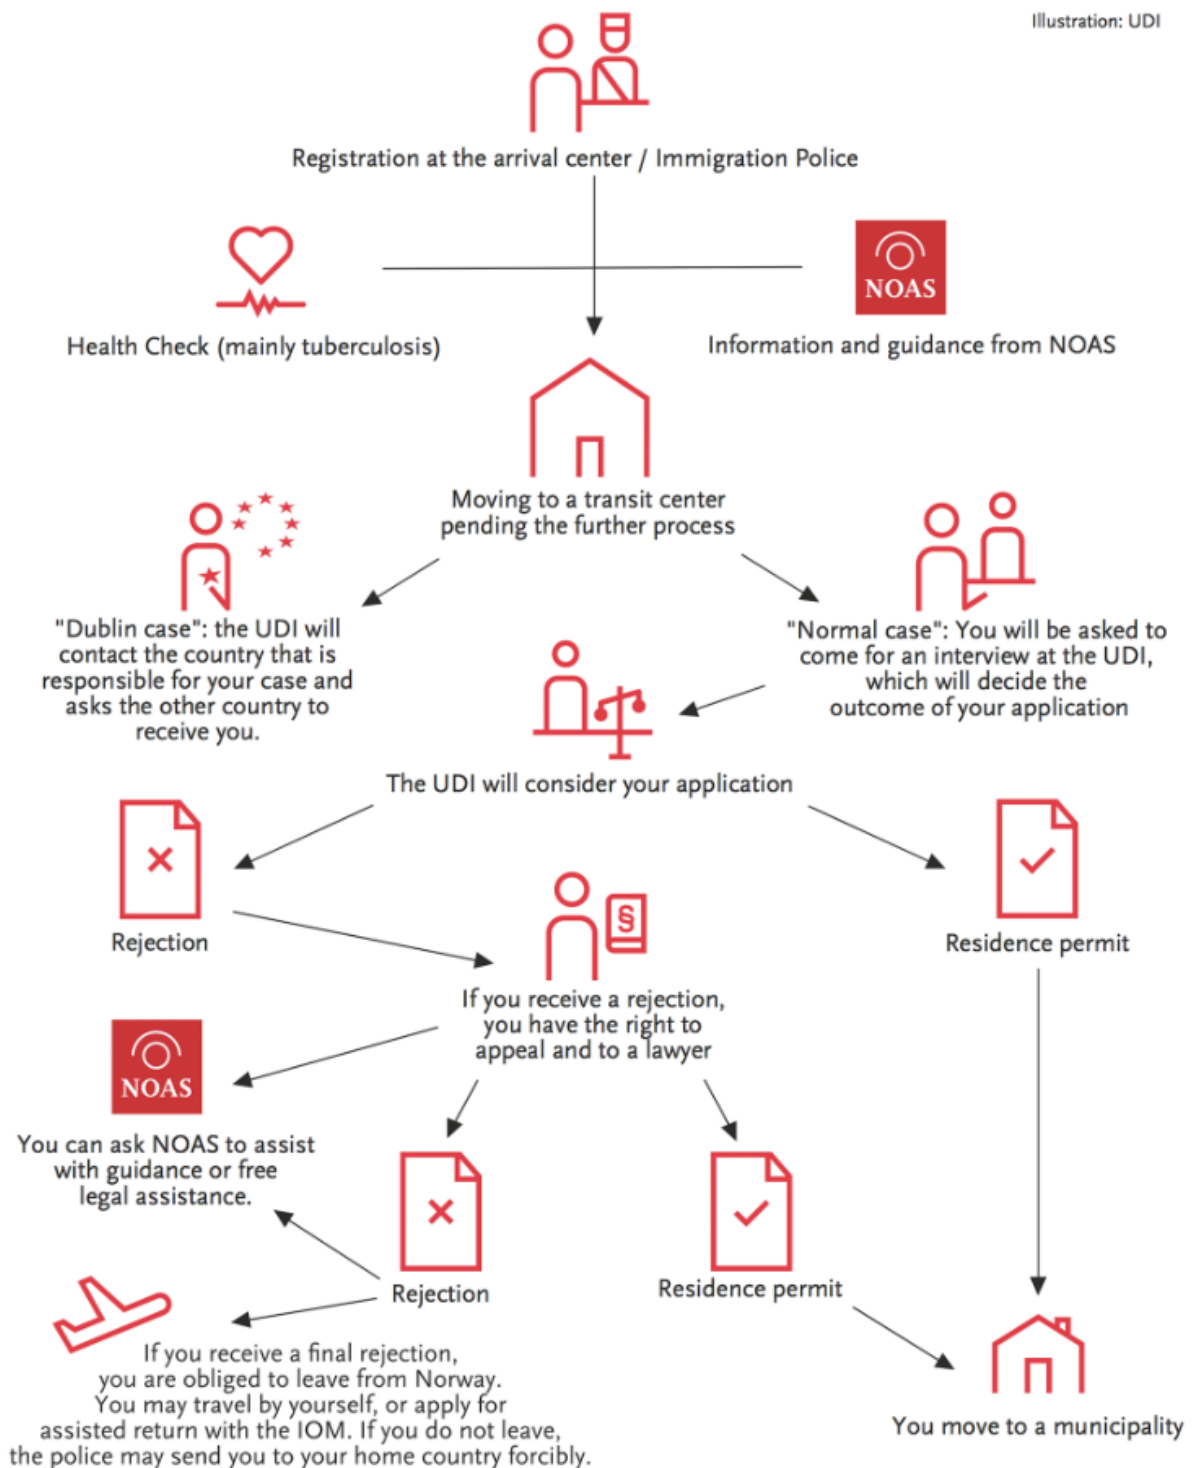 Illustration: UDI
Registration at the arrival center / Immigration Police
NOAS
Health Check (mainly tuberculosis)
Information and guidance from NOAS
Moving to a transit center
pending the further process
"Dublin case": the UDI will
contact the country that is
responsible for your case and
asks the other country to
receive you.
"Normal case": You will be asked to
come for an interview at the UDI,
which will decide the
outcome of your application
The UDI will consider your application
Rejection
Residence permit
§
If you receive a rejection,
you have the right to
appeal and to a lawyer
NOAS
You can ask NOAS to assist
with guidance or free
legal assistance.
Rejection
Residence permit
If you receive a final rejection,
you are obliged to leave from Norway.
You may travel by yourself, or apply for
assisted return with the IOM. If you do not leave,
the police may send you to your home country forcibly.
You move to a municipality